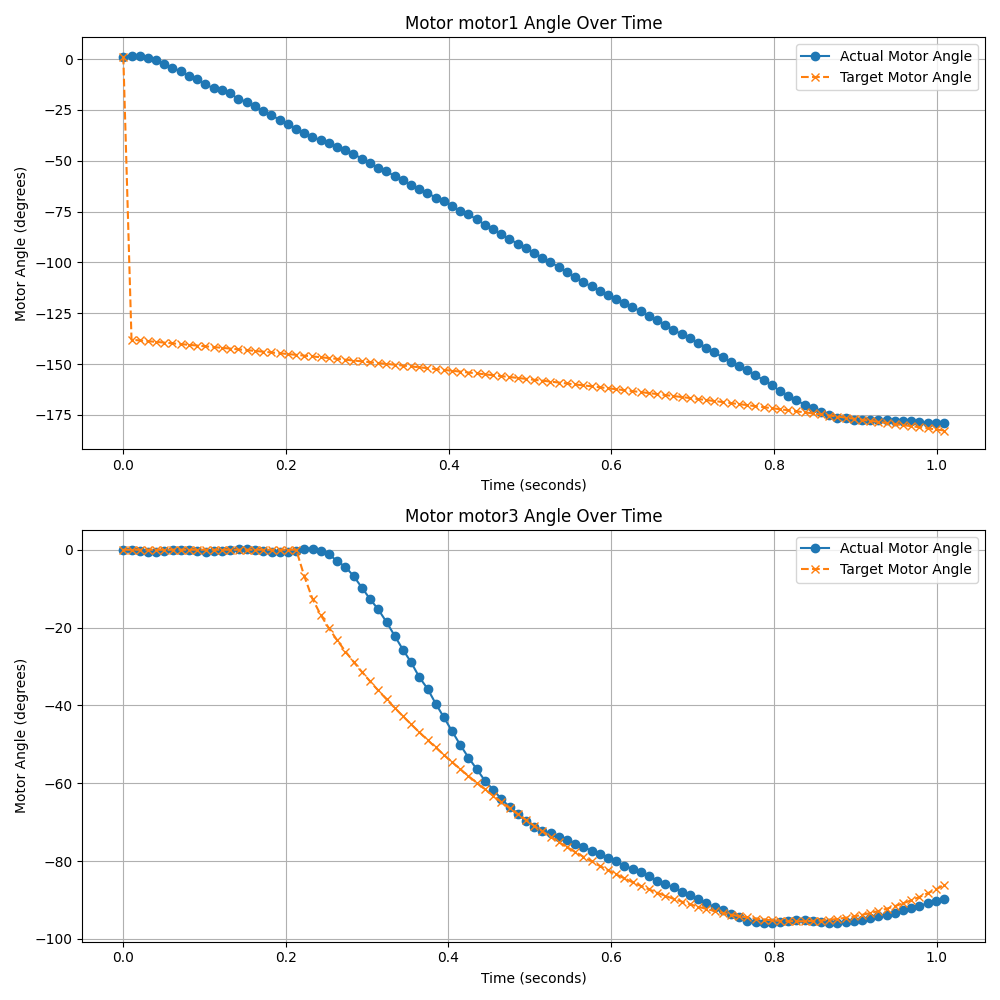 Motor motor1 Angle Over Time
Actual Motor Angle
Target Motor Angle
Motor Angle (degrees)
0
−25
−50
−75
−100
−125
−150
−175
0.0 0.2 0.4 0.6 0.8 1.0
Time (seconds)
Motor motor3 Angle Over Time
Actual Motor Angle
Target Motor Angle
Motor Angle (degrees)
0
−20
−40
−60
−80
−100
0.0 0.2 0.4 0.6 0.8 1.0
Time (seconds)